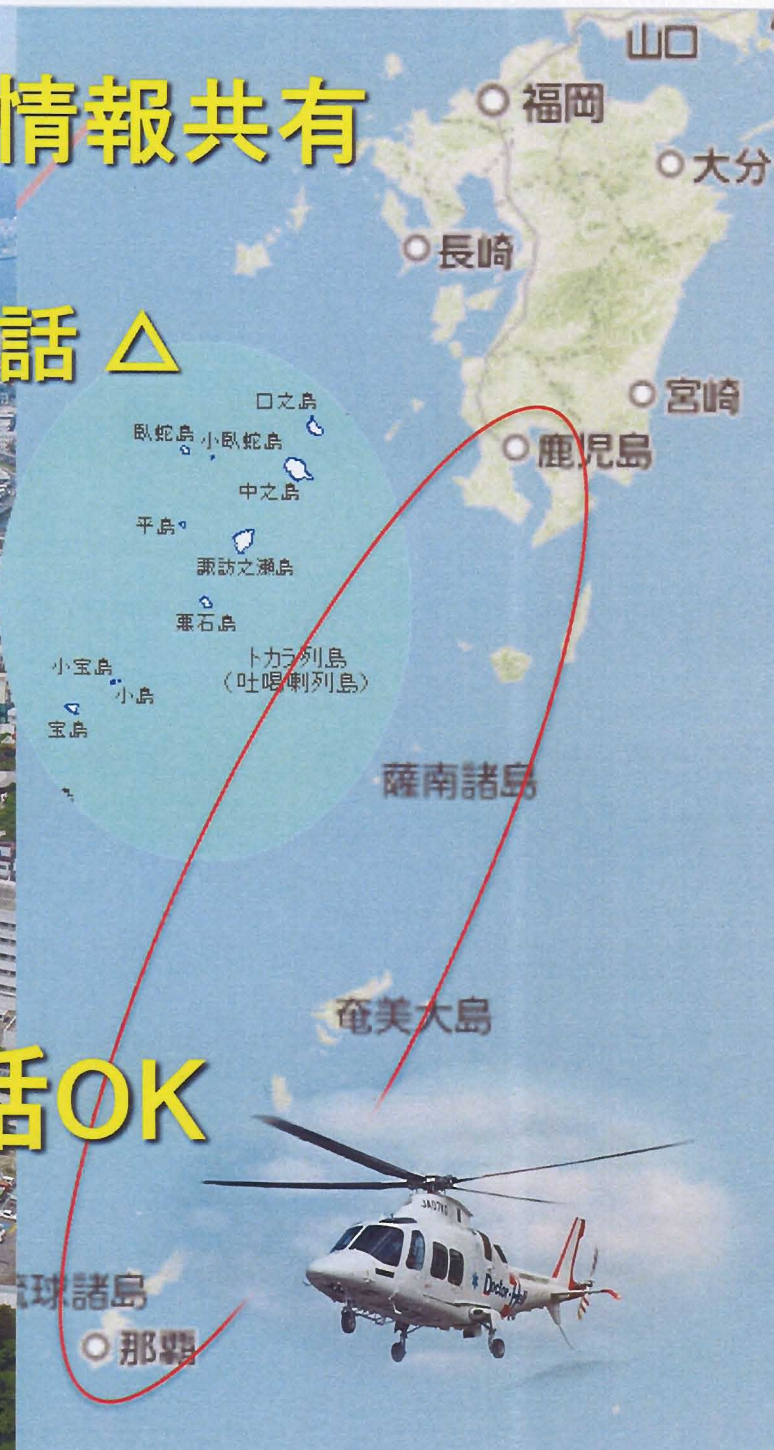 山口
情報共有
福岡
大分
長崎
話 △
口之島
宮崎
臥蛇島
小臥蛇島
鹿児島
中之島
平島
諏訪之瀬島
悪石島
トカラ列島
(吐噶喇列島)
小宝島
小島
宝島
薩南諸島
奄美大島
話OK
球諸島
那覇